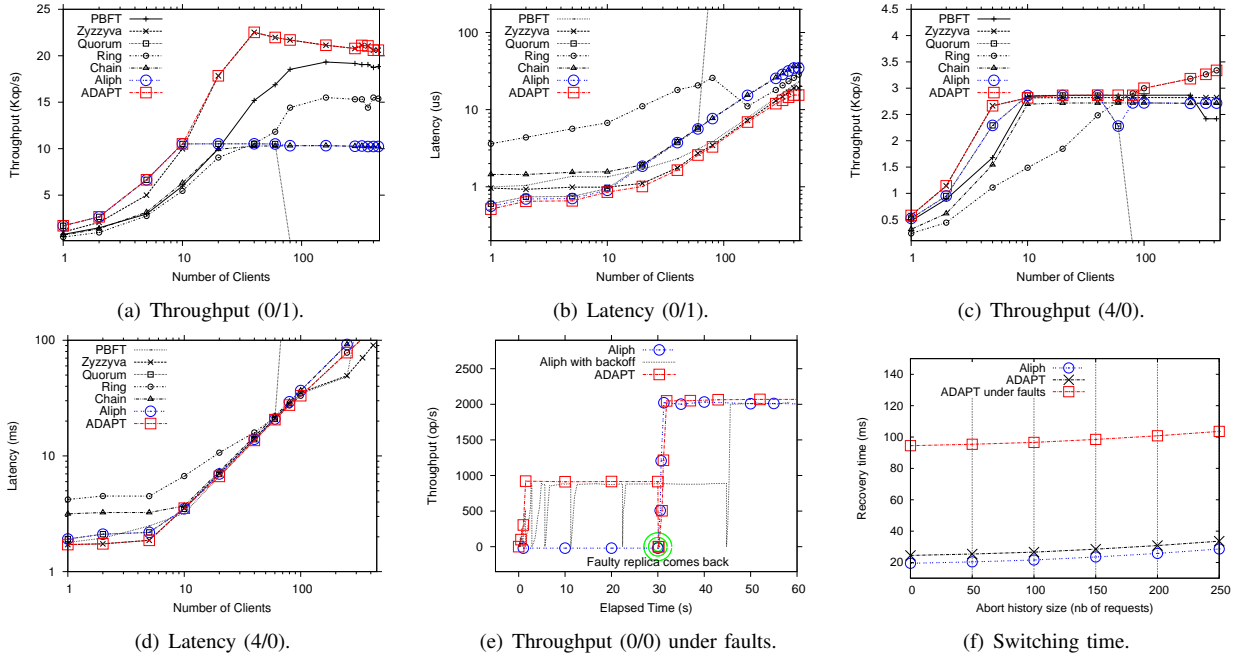 25
20
15
10
5
1
10
100
PBFT
Zyzzyva
Quorum
Ring
Chain
Aliph
ADAPT
Throughput (Kqp/s)
Number of Clients
(a) Throughput (0/1).
100
10
1
1
10
100
PBFT
Zyzzyva
Quorum
Ring
Chain
Aliph
ADAPT
Latency (us)
Number of Clients
(b) Latency (0/1).
4.5
4
3.5
3
2.5
2
1.5
1
0.5
1
10
100
PBFT
Zyzzyva
Quorum
Ring
Chain
Aliph
ADAPT
Throughput (Kop/s)
Number of Clients
(c) Throughput (4/0).
100
10
1
1
10
100
PBFT
Zyzzyva
Quorum
Ring
Chain
Aliph
ADAPT
Latency (ms)
Number of Clients
(d) Latency (4/0).
2500
2000
1500
1000
500
0
0
10
20
30
40
50
60
Aliph
Aliph with backoff
ADAPT
Faulty replica comes back
Throughput (op/s)
Elapsed Time (s)
(e) Throughput (0/0) under faults.
140
120
100
80
60
40
20
0
0
50
100
150
200
250
Aliph
ADAPT
ADAPT under faults
Recovery time (ms)
Abort history size (nb of requests)
(f) Switching time.